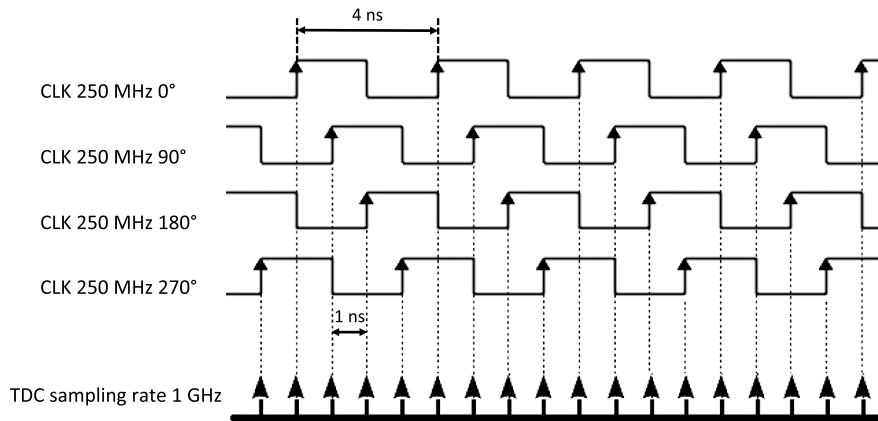 4 ns
CLK 250 MHz 0°
CLK 250 MHz 90°
CLK 250 MHz 180°
CLK 250 MHz 270°
1 ns
TDC sampling rate 1 GHz